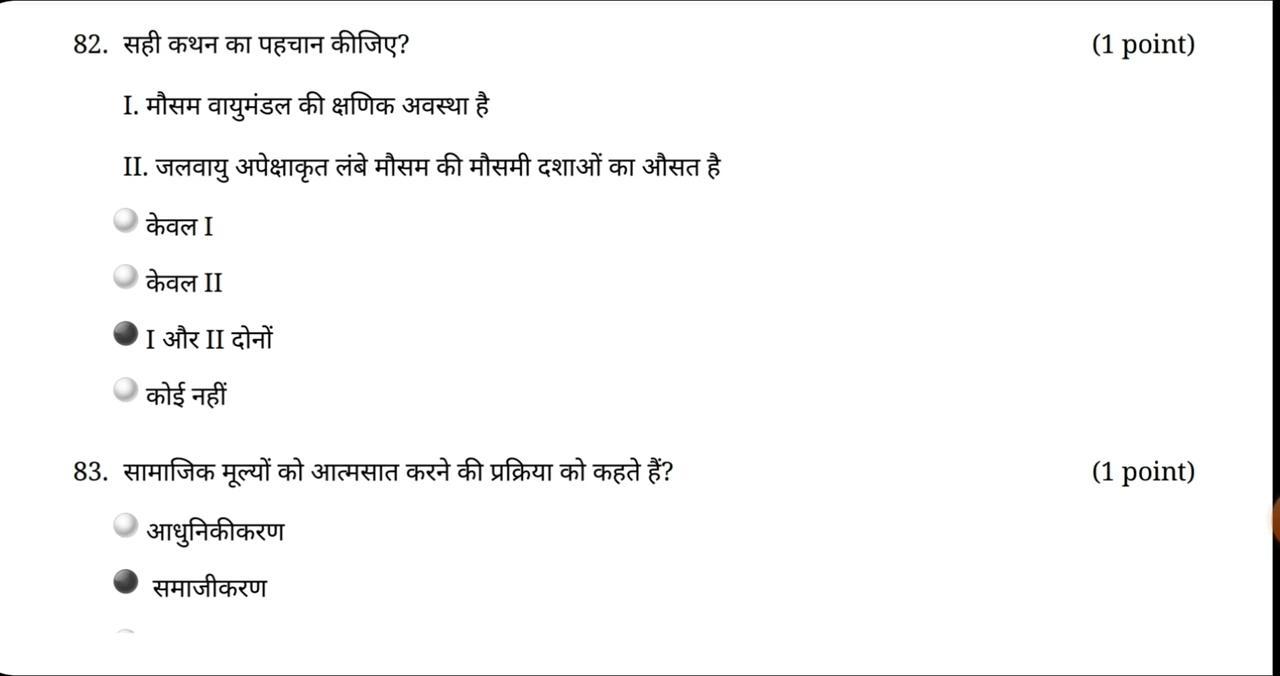 82. सही कथन का पहचान कीजिए? (1 point)
I. मौसम वायुमंडल की क्षणिक अवस्था है
II. जलवायु अपेक्षाकृत लंबे मौसम की मौसमी दशाओं का औसत है
केवल I
केवल II
I और II दोनों
कोई नहीं
83. सामाजिक मूल्यों को आत्मसात करने की प्रक्रिया को कहते हैं? (1 point)
आधुनिकीकरण
समाजीकरण